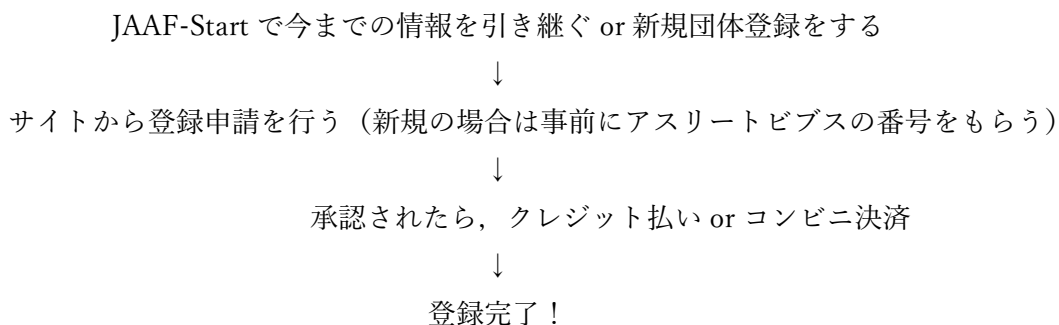 JAAF-Start で今までの情報を引き継ぐ or 新規団体登録をする
↓
サイトから登録申請を行う（新規の場合は事前にアスリートビブスの番号をもらう）
↓
承認されたら，クレジット払い or コンビニ決済
↓
登録完了！